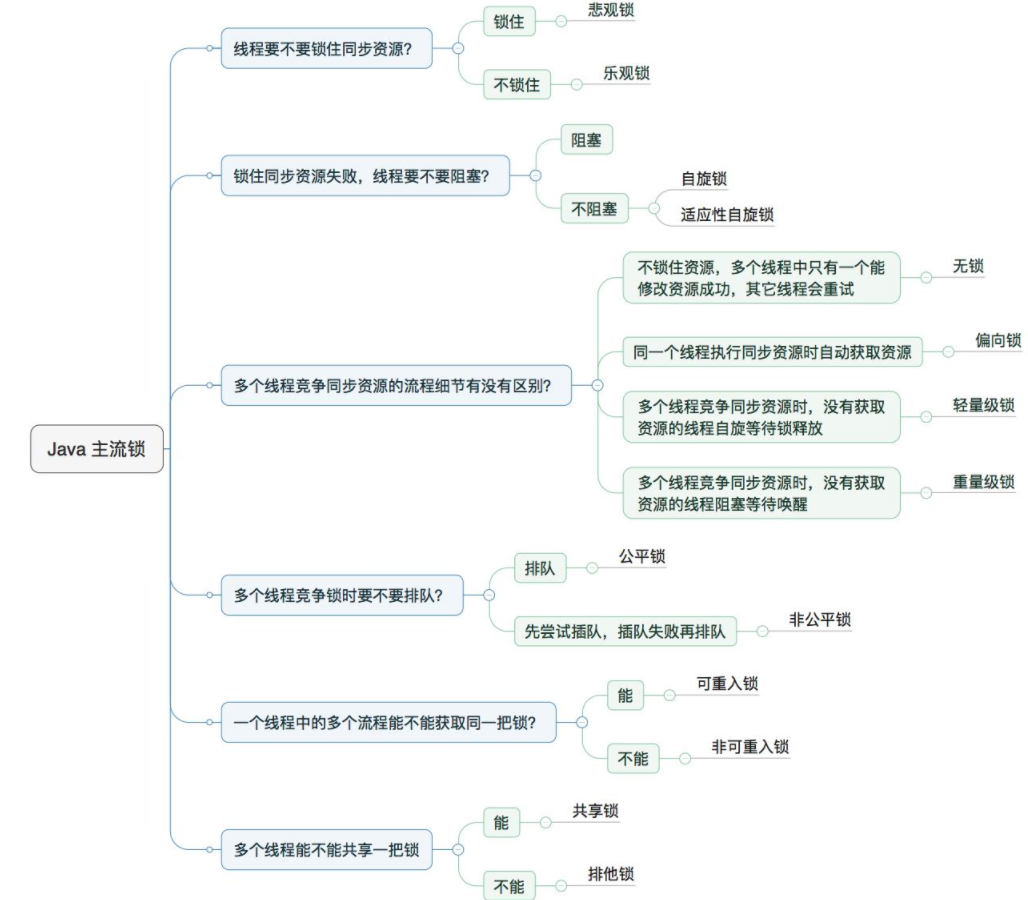 Java 主流锁
线程要不要锁住同步资源？
锁住
悲观锁
不锁住
乐观锁
锁住同步资源失败，线程要不要阻塞？
阻塞
不阻塞
自旋锁
适应性自旋锁
多个线程竞争同步资源的流程细节有没有区别？
不锁住资源，多个线程中只有一个能
修改资源成功，其它线程会重试
无锁
同一个线程执行同步资源时自动获取资源
偏向锁
多个线程竞争同步资源时，没有获取
资源的线程自旋等待锁释放
轻量级锁
多个线程竞争同步资源时，没有获取
资源的线程阻塞等待唤醒
重量级锁
多个线程竞争锁时要不要排队？
排队
公平锁
先尝试插队，插队失败再排队
非公平锁
一个线程中的多个流程能不能获取同一把锁？
能
可重入锁
不能
非可重入锁
多个线程能不能共享一把锁
能
共享锁
不能
排他锁